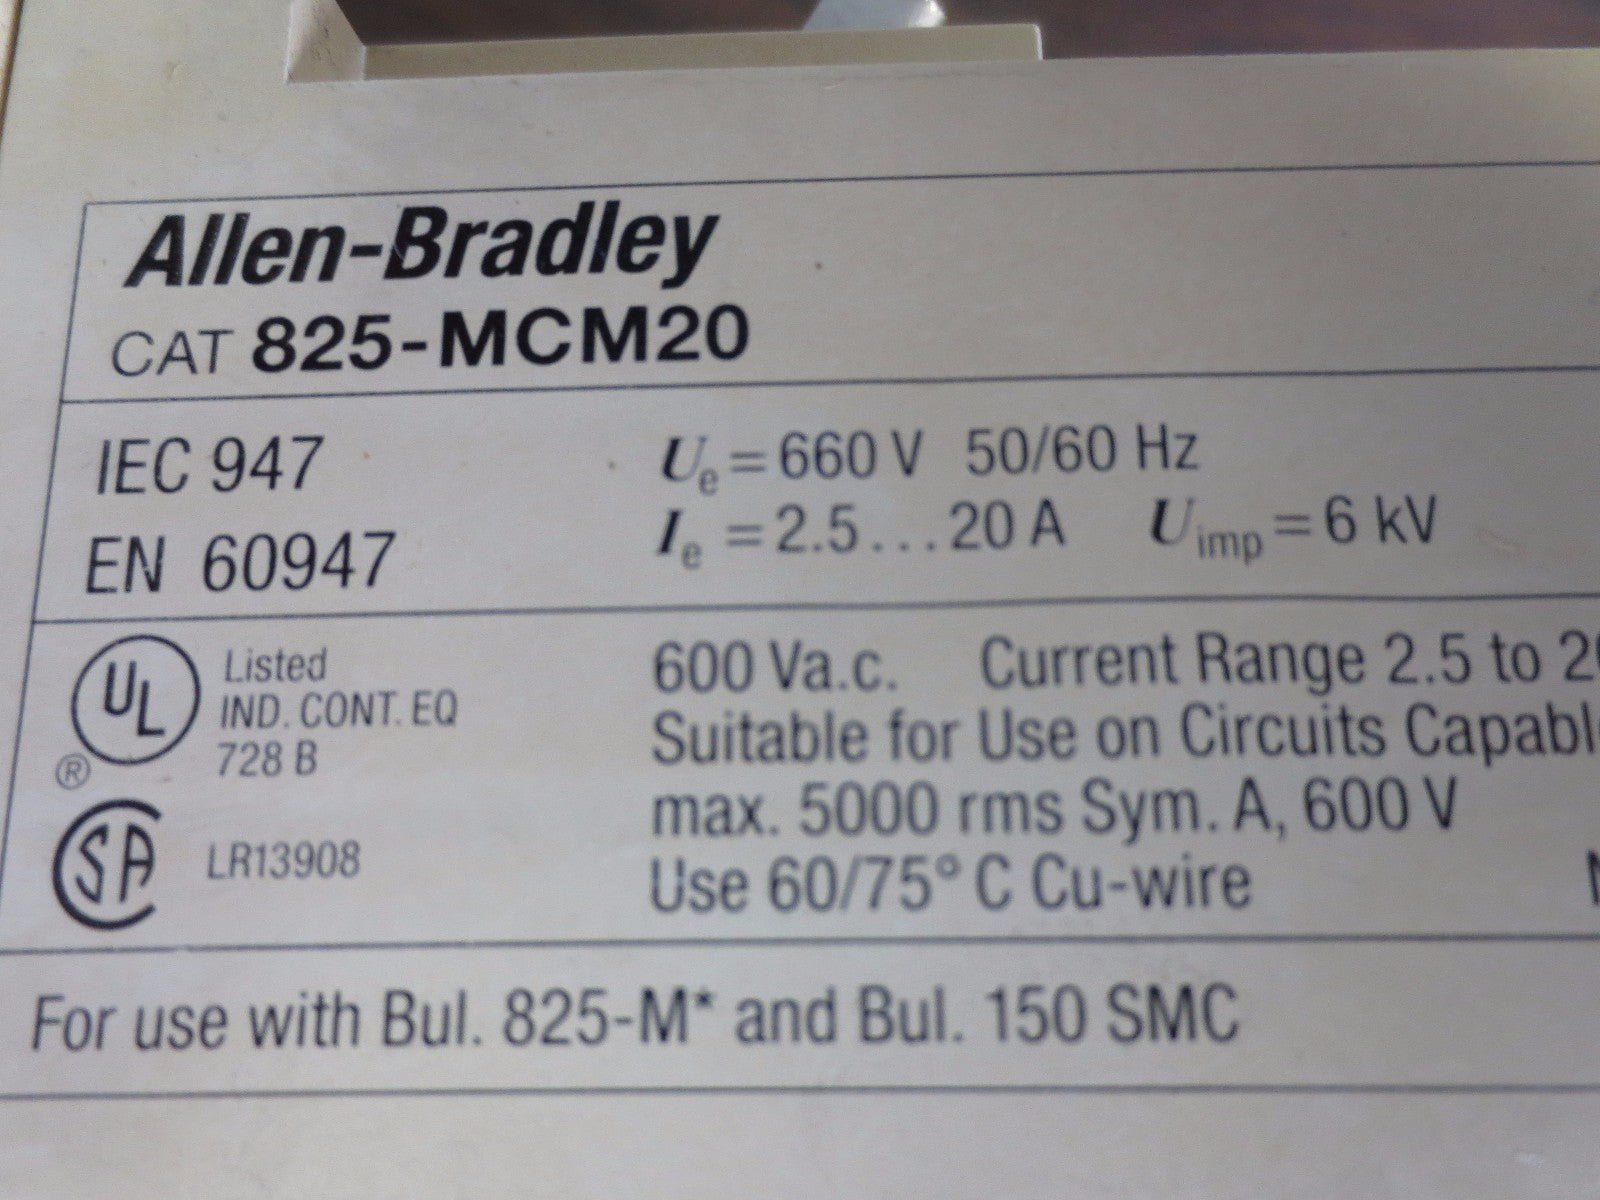 Allen-Bradley
CAT 825-MCM20
IEC 947
EN 60947
Ue = 660 V 50/60 Hz
Ie = 2.5...20 A Uimp = 6 kV
UL
®
Listed
IND. CONT. EQ
728 B
SA
LR13908
600 Va.c. Current Range 2.5 to
Suitable for Use on Circuits
max. 5000 rms Sym. A, 600 V
Use 60/75° C Cu-wire
For use with Bul. 825-M* and Bul. 150 SMC